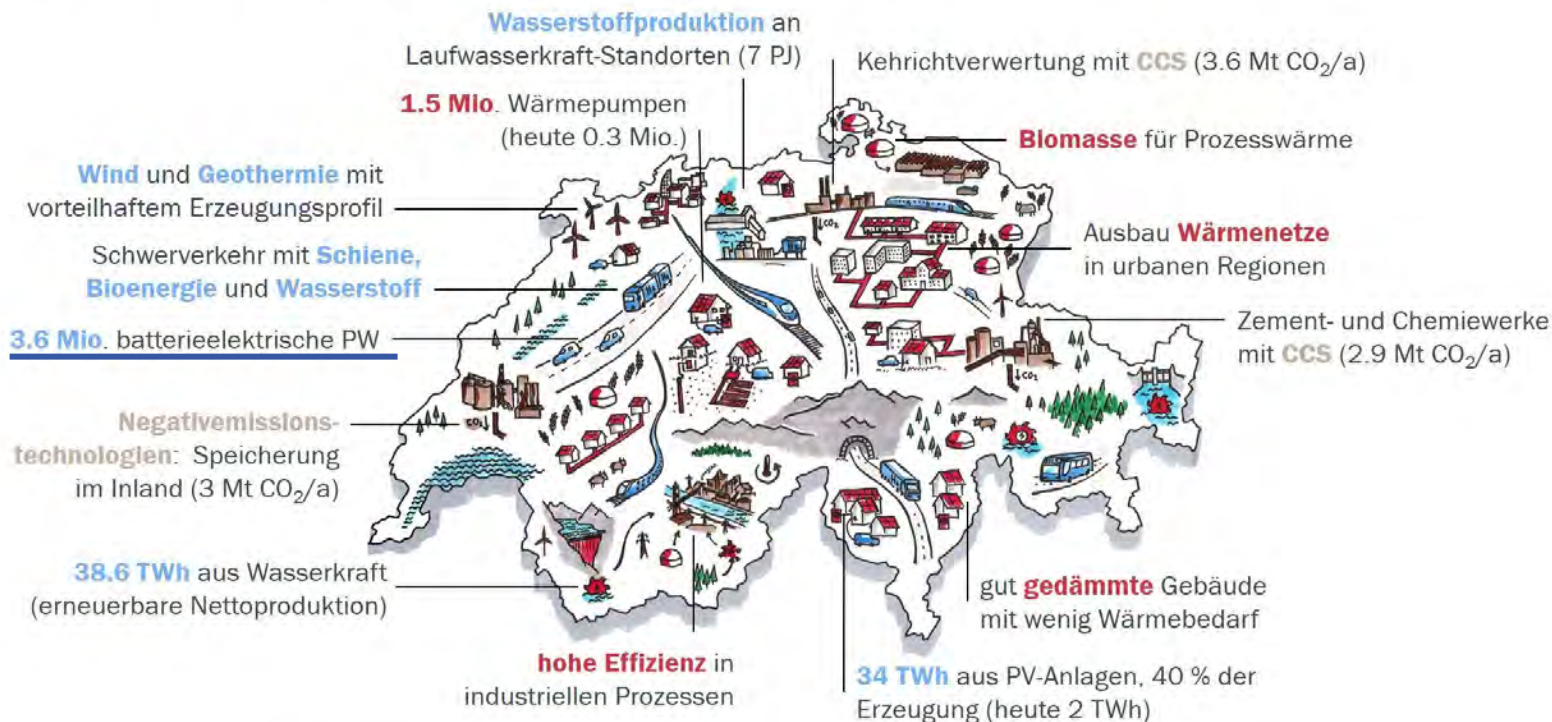 Wasserstoffproduktion an
Laufwasserkraft-Standorten (7 PJ)
Kehrichtverwertung mit CCS (3.6 Mt CO₂/a)
1.5 Mio. Wärmepumpen
(heute 0.3 Mio.)
Biomasse für Prozesswärme
Wind und Geothermie mit
vorteilhaftem Erzeugungsprofil
Ausbau Wärmenetze
in urbanen Regionen
Schwerverkehr mit Schiene,
Bioenergie und Wasserstoff
3.6 Mio. batterieelektrische PW
Zement- und Chemiewerke
mit CCS (2.9 Mt CO₂/a)
Negativemissions-
technologien: Speicherung
im Inland (3 Mt CO₂/a)
38.6 TWh aus Wasserkraft
(erneuerbare Nettoproduktion)
gut gedämmte Gebäude
mit wenig Wärmebedarf
hohe Effizienz in
industriellen Prozessen
34 TWh aus PV-Anlagen, 40 % der
Erzeugung (heute 2 TWh)
CO₂
CO₂
CO₂